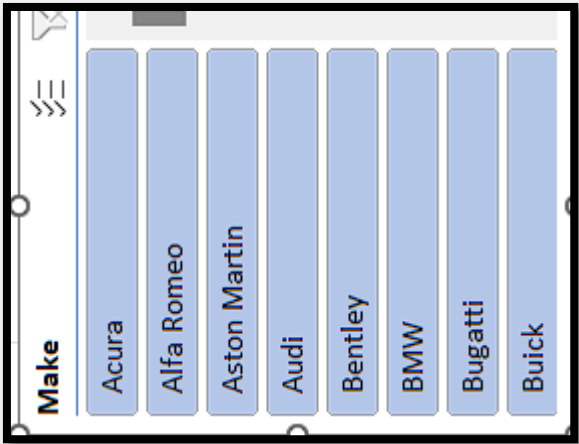 Make
Acura
Alfa Romeo
Aston Martin
Audi
Bentley
BMW
Bugatti
Buick